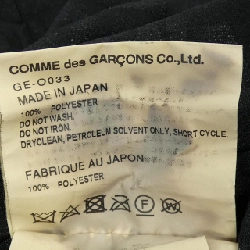 COMME des GARÇONS Co.,Ltd.
GE-O033
MADE IN JAPAN
100% POLYESTER
DO NOT WASH.
DO NOT IRON.
DRYCLEAN, PETROLEUM SOLVENT ONLY, SHORT CYCLE.
FABRIQUE AU JAPON
100% POLYESTER